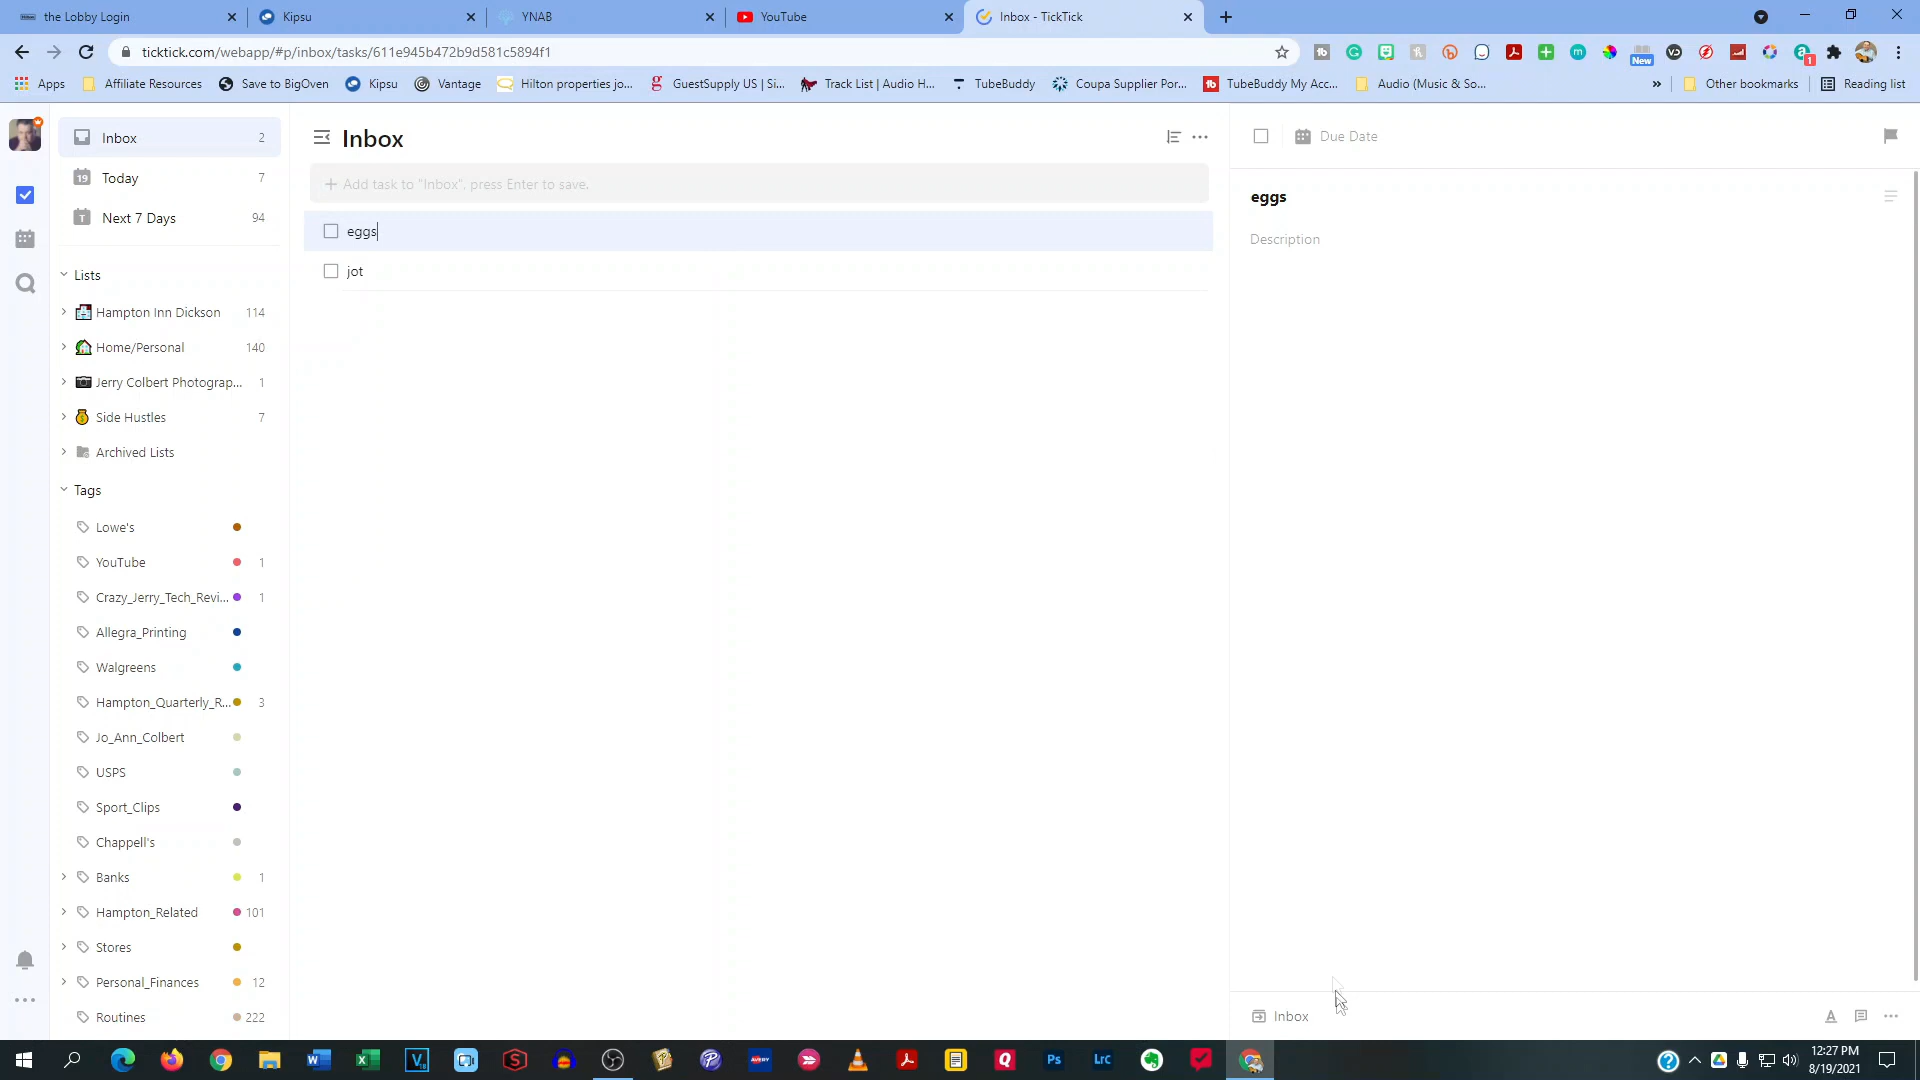 the Lobby Login
Kipsu
YNAB
YouTube
Inbox - TickTick
ticktick.com/webapp/#p/inbox/tasks/611e945b472b9d581c5894f1
New
1
Apps
Affiliate Resources
Save to BigOven
Kipsu
Vantage
Hilton properties jo...
GuestSupply US | Si...
Track List | Audio H...
TubeBuddy
Coupa Supplier Por...
TubeBuddy My Acc...
Audio (Music & So...
»
Other bookmarks
Reading list
Inbox 2
19 Today 7
T Next 7 Days 94
Lists
Hampton Inn Dickson 114
Home/Personal 140
Jerry Colbert Photograp... 1
Side Hustles 7
Archived Lists
Tags
Lowe's
YouTube 1
Crazy_Jerry_Tech_Revi... 1
Allegra_Printing
Walgreens
Hampton_Quarterly_R... 3
Jo_Ann_Colbert
USPS
Sport_Clips
Chappell's
Banks 1
Hampton_Related 101
Stores
Personal_Finances 12
Routines 222
Inbox
+ Add task to "Inbox", press Enter to save.
eggs
jot
Due Date
eggs
Description
Inbox
12:27 PM
8/19/2021